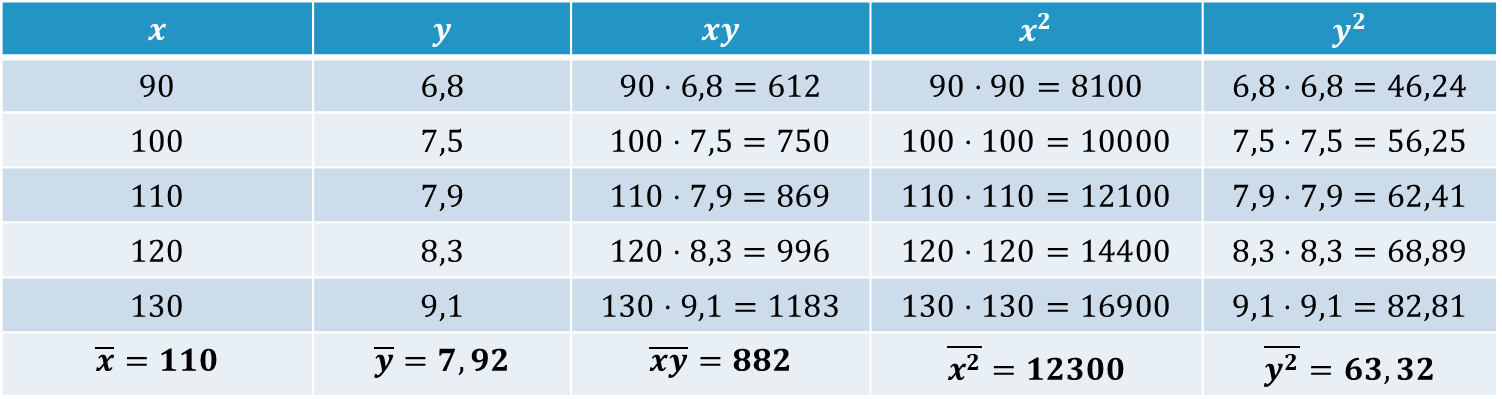 x y xy x² y²
90 6,8 90 · 6,8 = 612 90 · 90 = 8100 6,8 · 6,8 = 46,24
100 7,5 100 · 7,5 = 750 100 · 100 = 10000 7,5 · 7,5 = 56,25
110 7,9 110 · 7,9 = 869 110 · 110 = 12100 7,9 · 7,9 = 62,41
120 8,3 120 · 8,3 = 996 120 · 120 = 14400 8,3 · 8,3 = 68,89
130 9,1 130 · 9,1 = 1183 130 · 130 = 16900 9,1 · 9,1 = 82,81
x̅ = 110 y̅ = 7,92 x̅y̅ = 882 x̅²̅ = 12300 y̅²̅ = 63,32